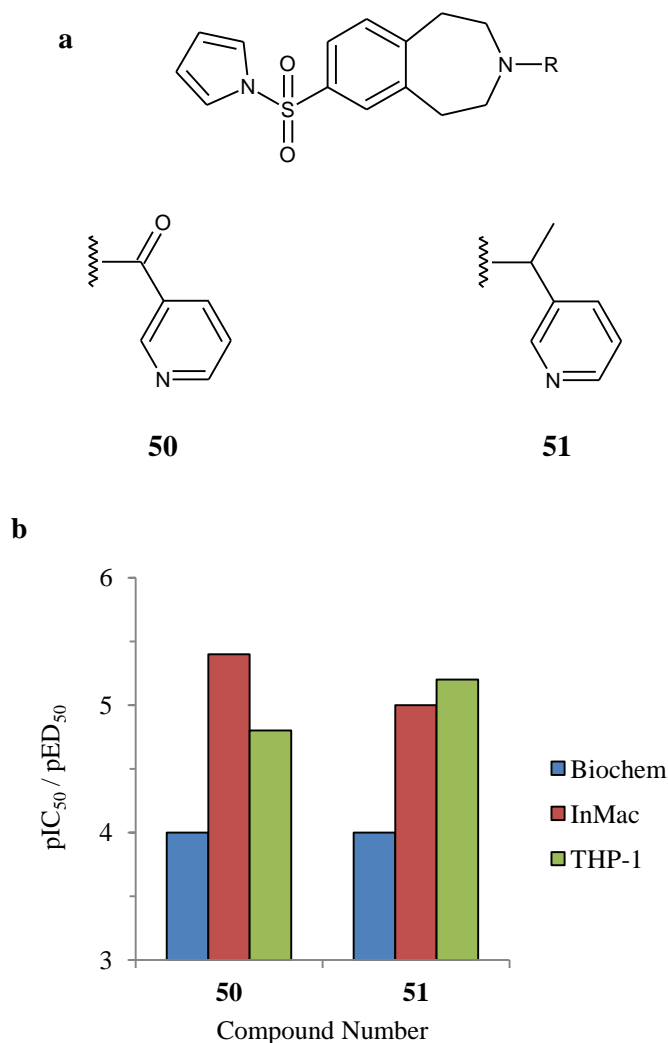 a
O
N S N R
O
O
N N
50 51
b
6
5
4
3
pIC50 / pED50
Biochem
InMac
THP-1
50 51
Compound Number